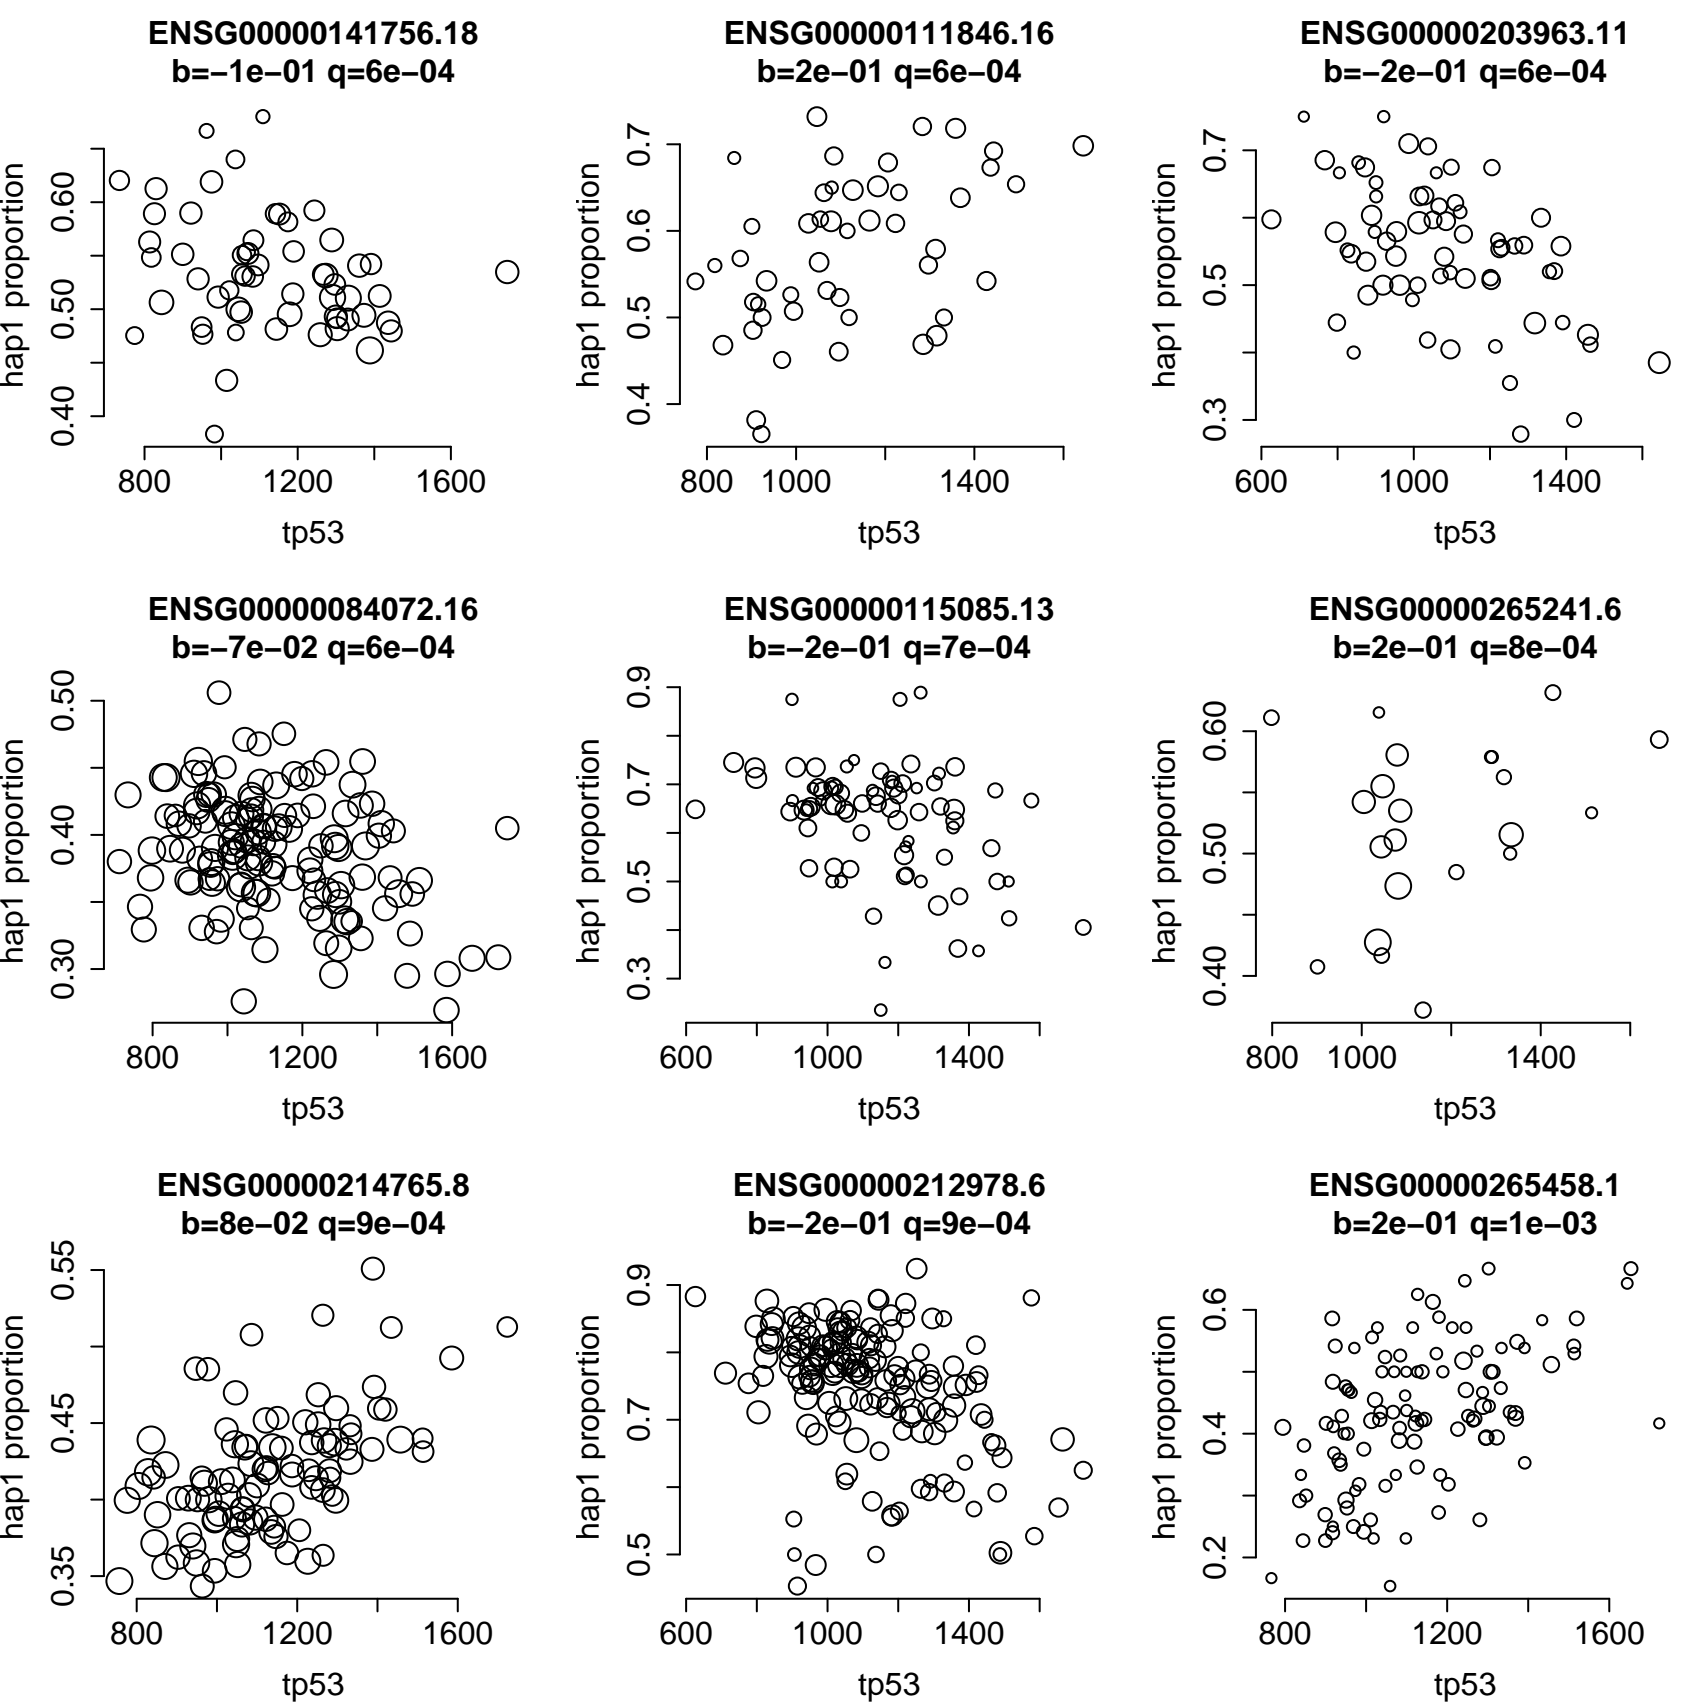 ENSG00000141756.18
b=−1e−01 q=6e−04
hap1 proportion
0.40 0.50 0.60
800 1200 1600
tp53
ENSG00000111846.16
b=2e−01 q=6e−04
hap1 proportion
0.4 0.5 0.6 0.7
800 1000 1400
tp53
ENSG00000203963.11
b=−2e−01 q=6e−04
hap1 proportion
0.3 0.5 0.7
600 1000 1400
tp53
ENSG00000084072.16
b=−7e−02 q=6e−04
hap1 proportion
0.30 0.40 0.50
800 1200 1600
tp53
ENSG00000115085.13
b=−2e−01 q=7e−04
hap1 proportion
0.3 0.5 0.7 0.9
600 1000 1400
tp53
ENSG00000265241.6
b=2e−01 q=8e−04
hap1 proportion
0.40 0.50 0.60
800 1000 1400
tp53
ENSG00000214765.8
b=8e−02 q=9e−04
hap1 proportion
0.35 0.45 0.55
800 1200 1600
tp53
ENSG00000212978.6
b=−2e−01 q=9e−04
hap1 proportion
0.5 0.7 0.9
600 1000 1400
tp53
ENSG00000265458.1
b=2e−01 q=1e−03
hap1 proportion
0.2 0.4 0.6
800 1200 1600
tp53